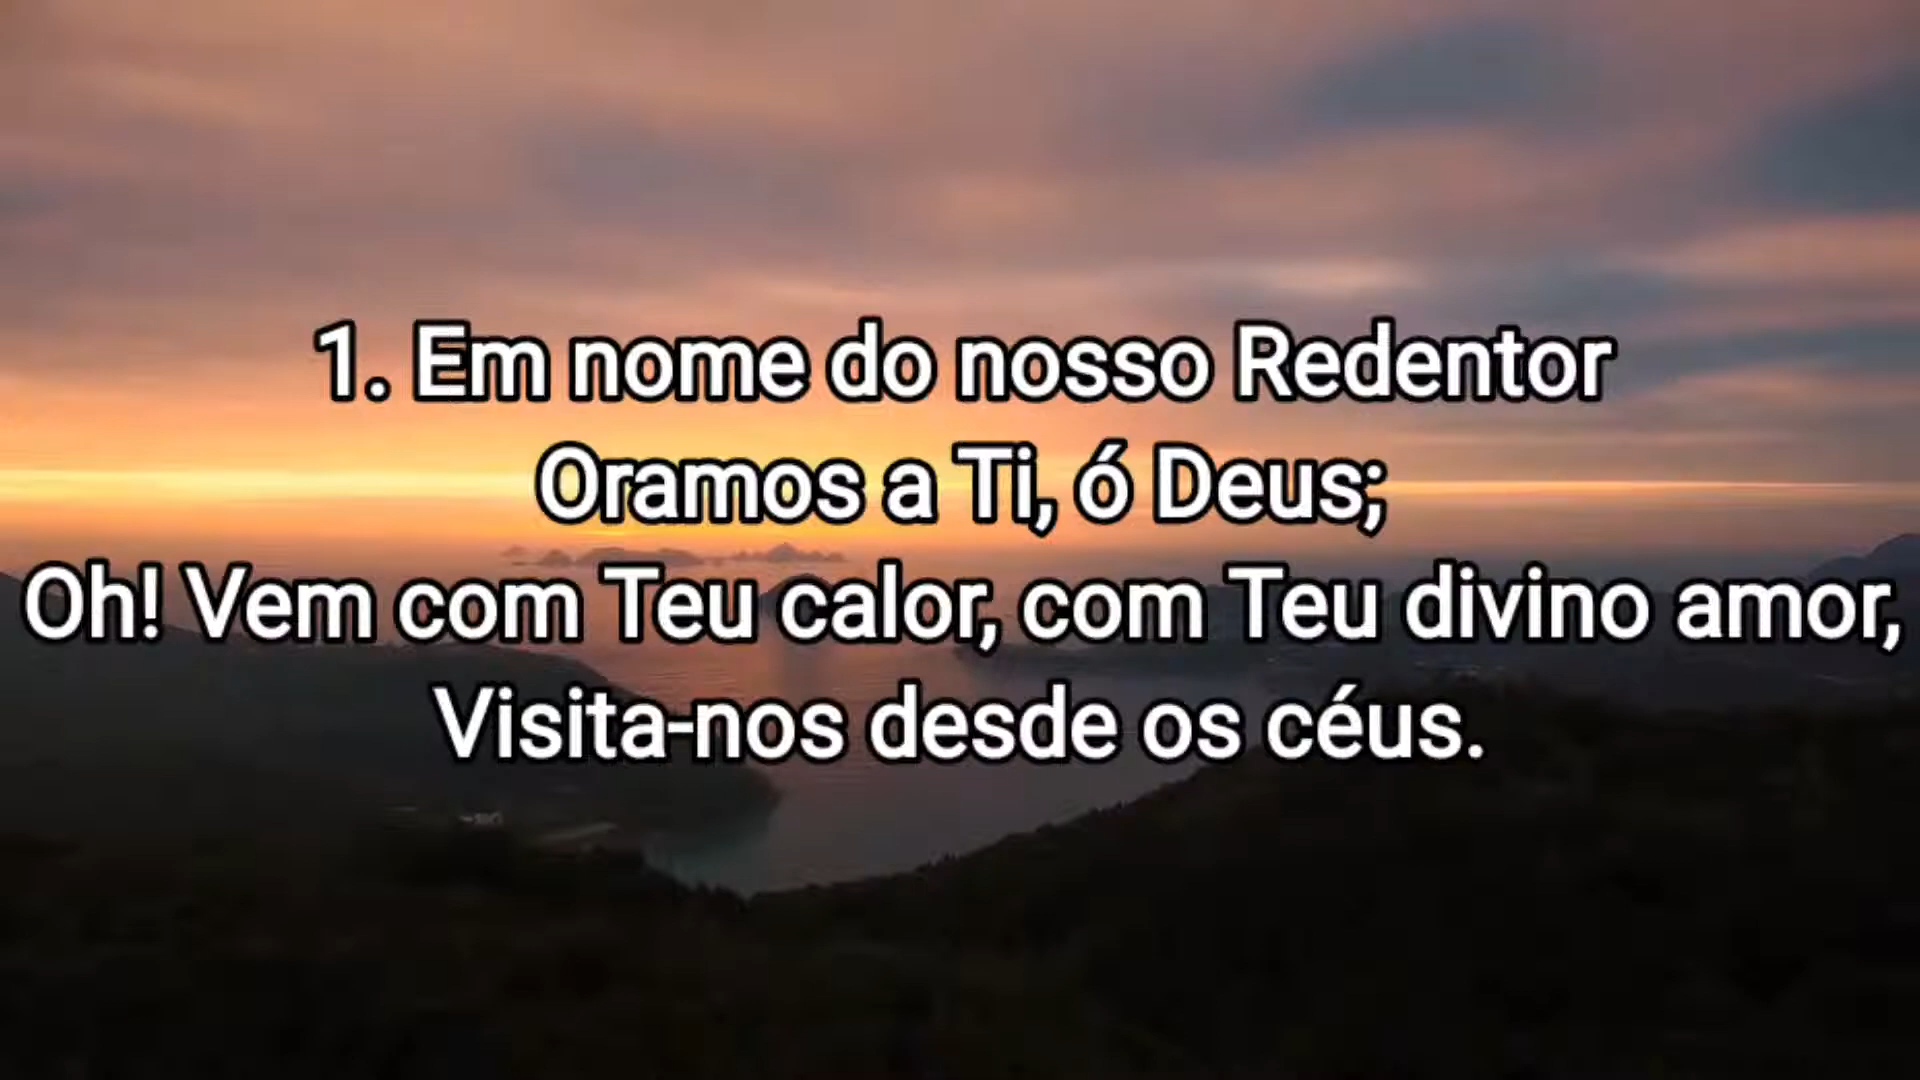 1. Em nome do nosso Redentor
Oramos a Ti, ó Deus;
Oh! Vem com Teu calor, com Teu divino amor,
Visita-nos desde os céus.